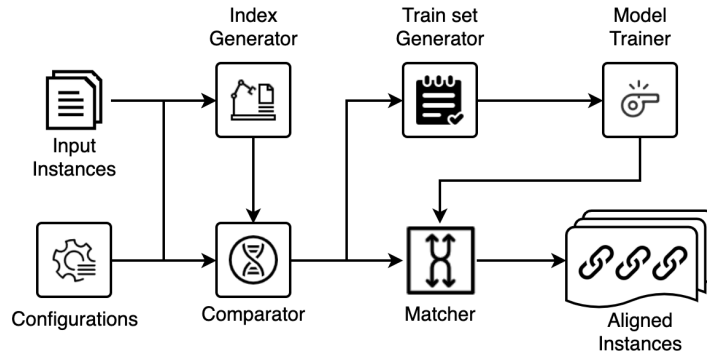 Index
Generator
Train set
Generator
Model
Trainer
Input
Instances
Configurations
Comparator
Matcher
Aligned
Instances